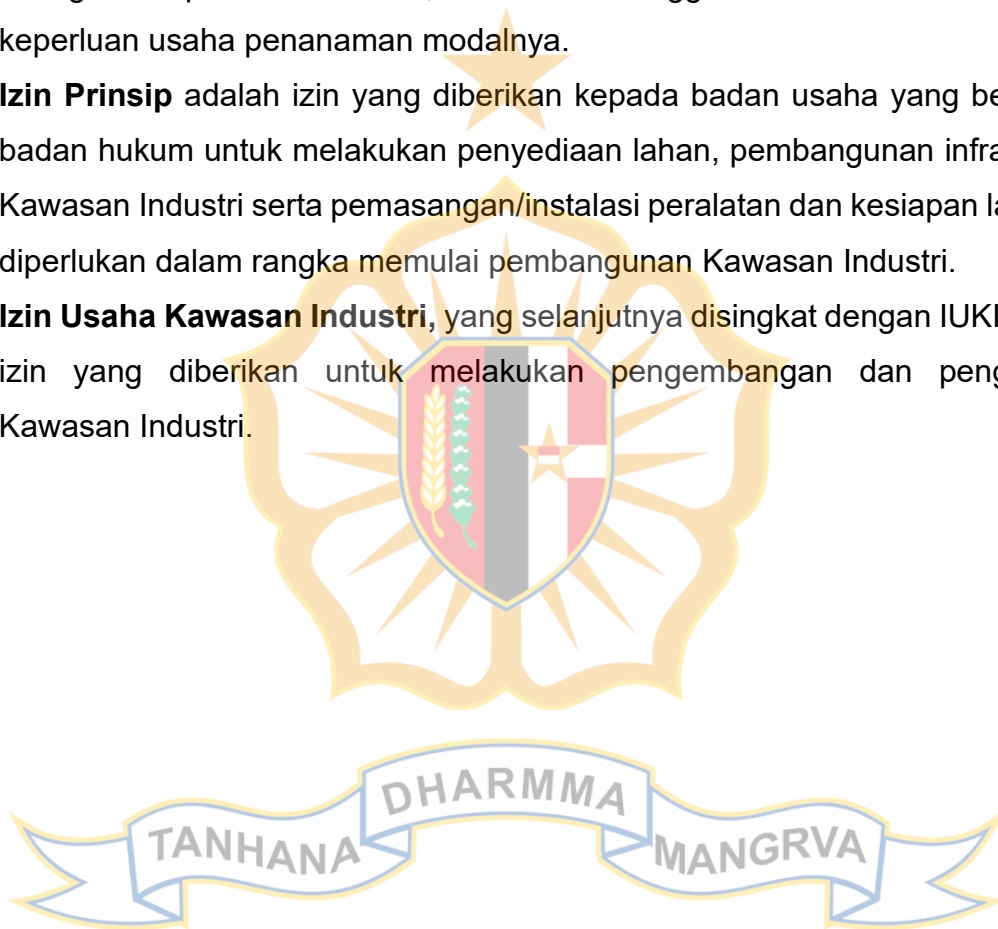 keperluan usaha penanaman modalnya.
Izin Prinsip adalah izin yang diberikan kepada badan usaha yang be
badan hukum untuk melakukan penyediaan lahan, pembangunan infra
Kawasan Industri serta pemasangan/instalasi peralatan dan kesiapan la
diperlukan dalam rangka memulai pembangunan Kawasan Industri.
Izin Usaha Kawasan Industri, yang selanjutnya disingkat dengan IUKI
izin yang diberikan untuk melakukan pengembangan dan peng
Kawasan Industri.
TANHANA DHARMMA MANGRVA